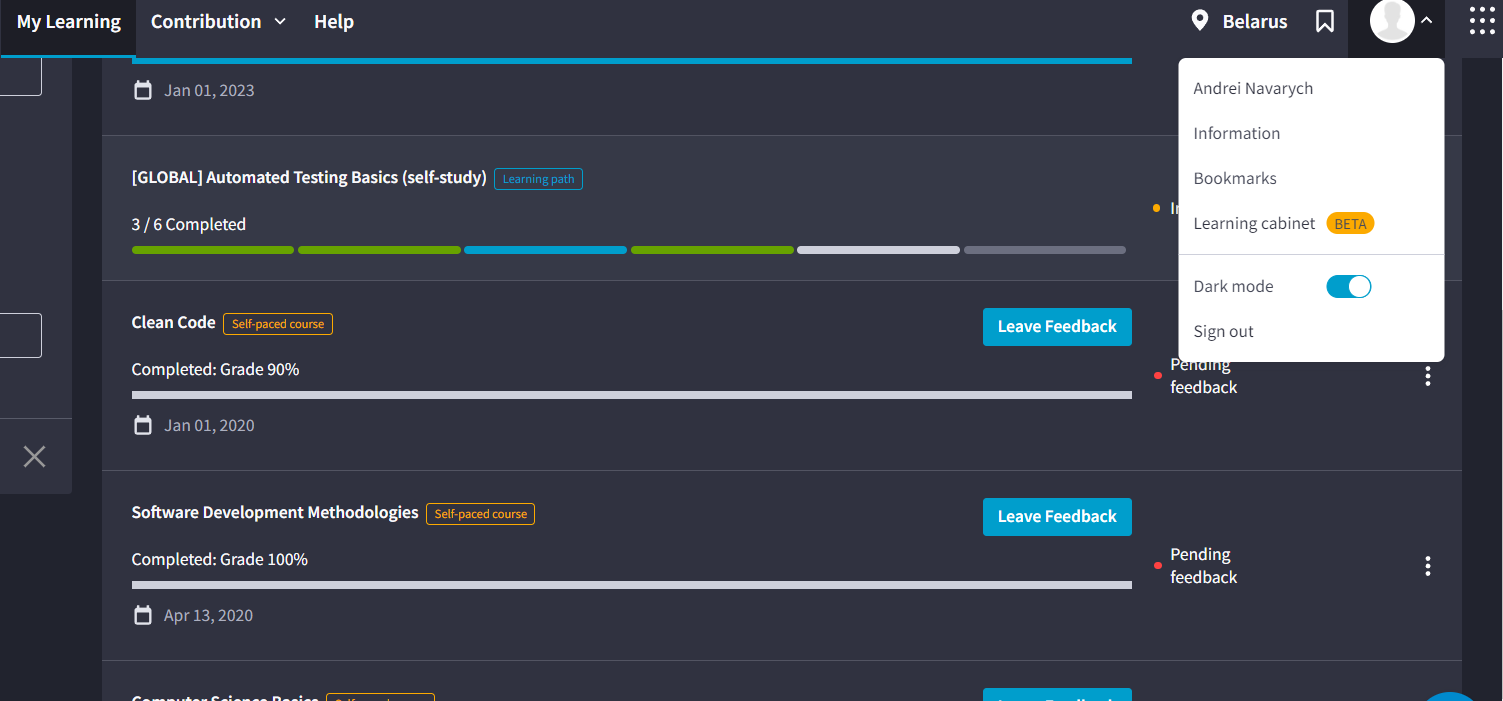 My Learning
Contribution
Help
Belarus
Andrei Navarych
Information
Bookmarks
Learning cabinet BETA
Dark mode
Sign out
Jan 01, 2023
[GLOBAL] Automated Testing Basics (self-study) Learning path
3 / 6 Completed
Clean Code Self-paced course
Leave Feedback
Completed: Grade 90%
Pending
feedback
Jan 01, 2020
Software Development Methodologies Self-paced course
Leave Feedback
Completed: Grade 100%
Pending
feedback
Apr 13, 2020
Computer Science Basics